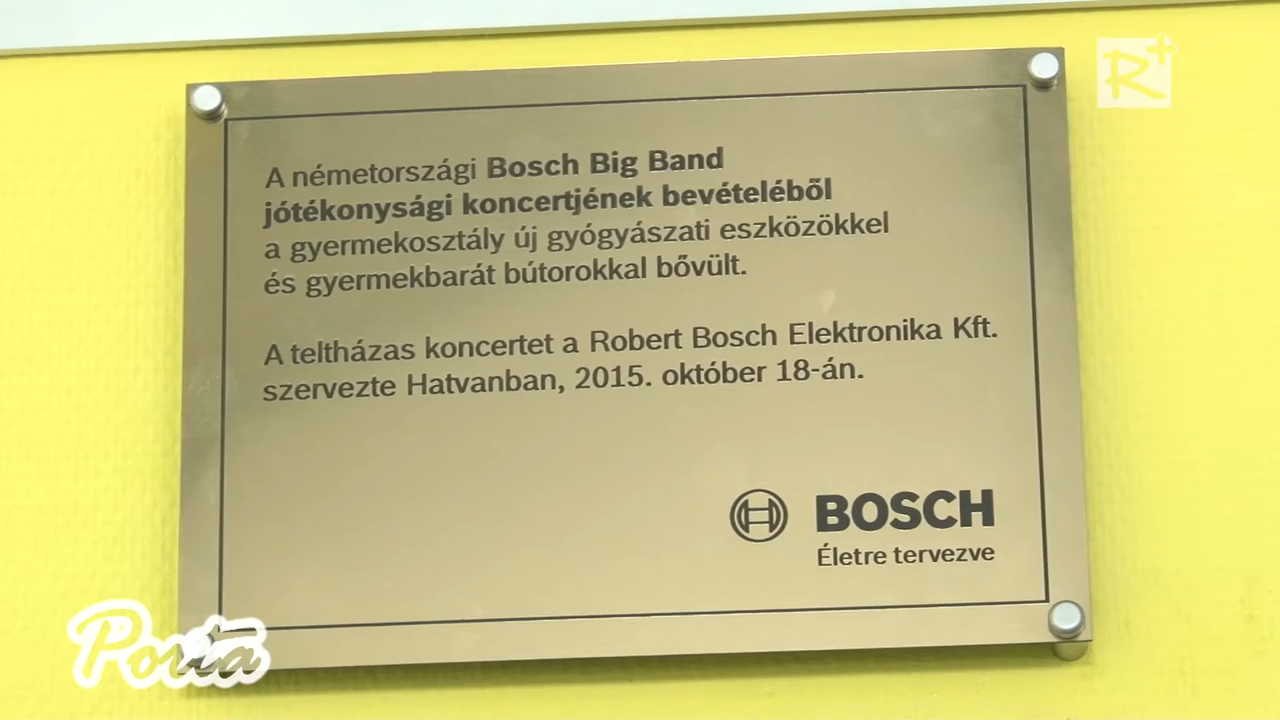 R+
A németországi Bosch Big Band
jótékonysági koncertjének bevételéből
a gyermekosztály új gyógyászati eszközökkel
és gyermekbarát bútorokkal bővült.
A teltházas koncertet a Robert Bosch Elektronika Kft.
szervezte Hatvanban, 2015. október 18-án.
BOSCH
Életre tervezve
Porta